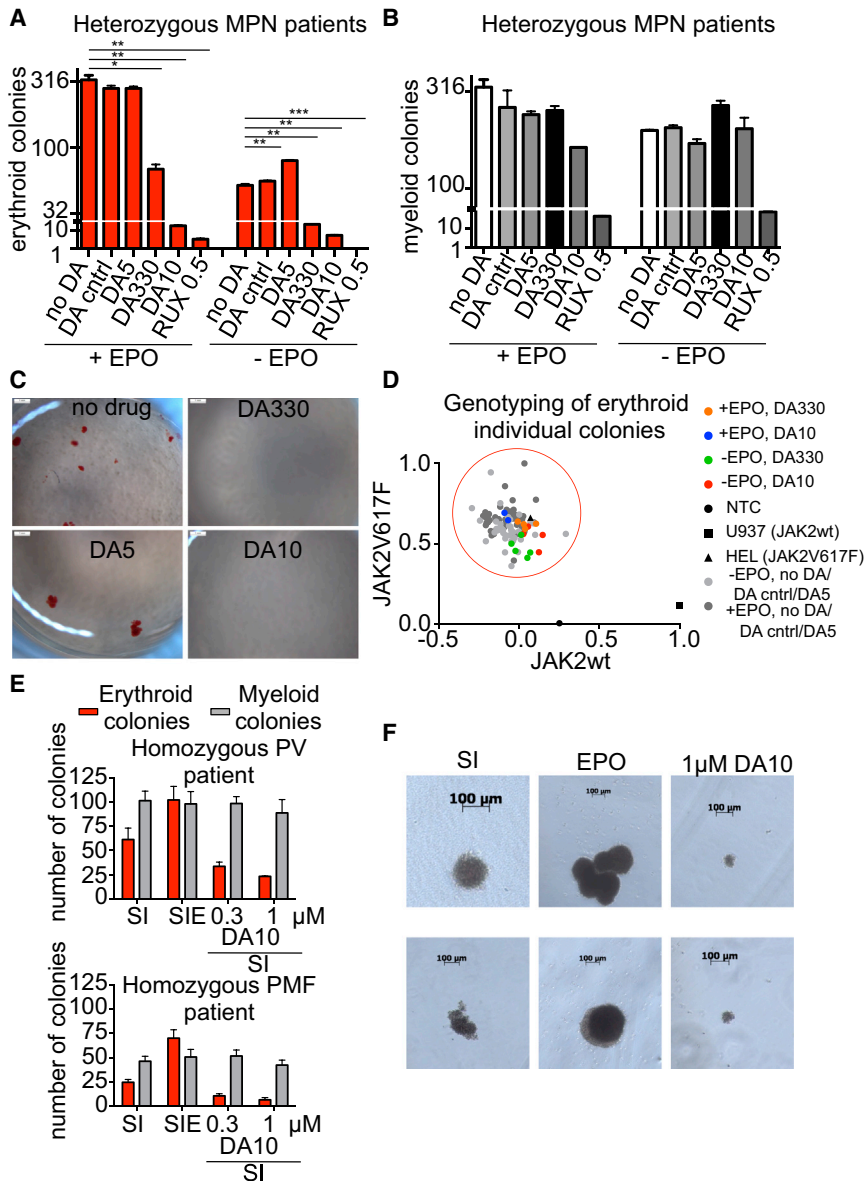 A
Heterozygous MPN patients
**
**
*
***
**
**
**
erythroid colonies
316
100
32
10
1
no DA
DA cntrl
DA5
DA330
DA10
RUX 0.5
no DA
DA cntrl
DA5
DA330
DA10
RUX 0.5
+ EPO
- EPO
B
Heterozygous MPN patients
myeloid colonies
316
100
10
1
no DA
DA cntrl
DA5
DA330
DA10
RUX 0.5
no DA
DA cntrl
DA5
DA330
DA10
RUX 0.5
+ EPO
- EPO
C
no drug
DA330
DA5
DA10
D
Genotyping of erythroid
individual colonies
JAK2V617F
1.0
0.5
0.0
-0.5
0.0
0.5
1.0
JAK2wt
+EPO, DA330
+EPO, DA10
-EPO, DA330
-EPO, DA10
NTC
U937 (JAK2wt)
HEL (JAK2V617F)
-EPO, no DA/
DA cntrl/DA5
+EPO, no DA/
DA cntrl/DA5
E
Erythroid
colonies
Myeloid
colonies
Homozygous PV
patient
number of colonies
125
100
75
50
25
0
SI
SIE
0.3
1
µM
DA10
SI
Homozygous PMF
patient
number of colonies
125
100
75
50
25
0
SI
SIE
0.3
1
µM
DA10
SI
F
SI
EPO
1µM DA10
100 µm
100 µm
100 µm
100 µm
100 µm
100 µm